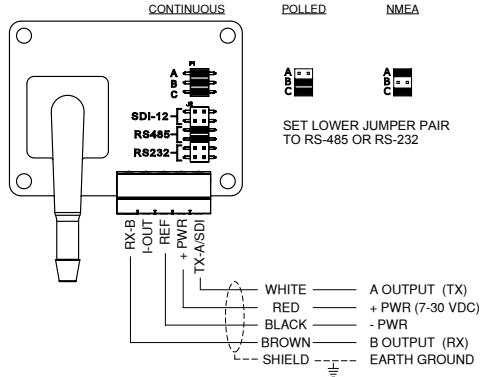 CONTINUOUS
POLLED
NMEA
P1
A
B
C
A
B
C
A
B
C
J2
SDI-12
RS485
RS232
SET LOWER JUMPER PAIR
TO RS-485 OR RS-232
RX-B
I-OUT
REF
+ PWR
TX-A/SDI
WHITE A OUTPUT (TX)
RED + PWR (7-30 VDC)
BLACK - PWR
BROWN B OUTPUT (RX)
SHIELD EARTH GROUND